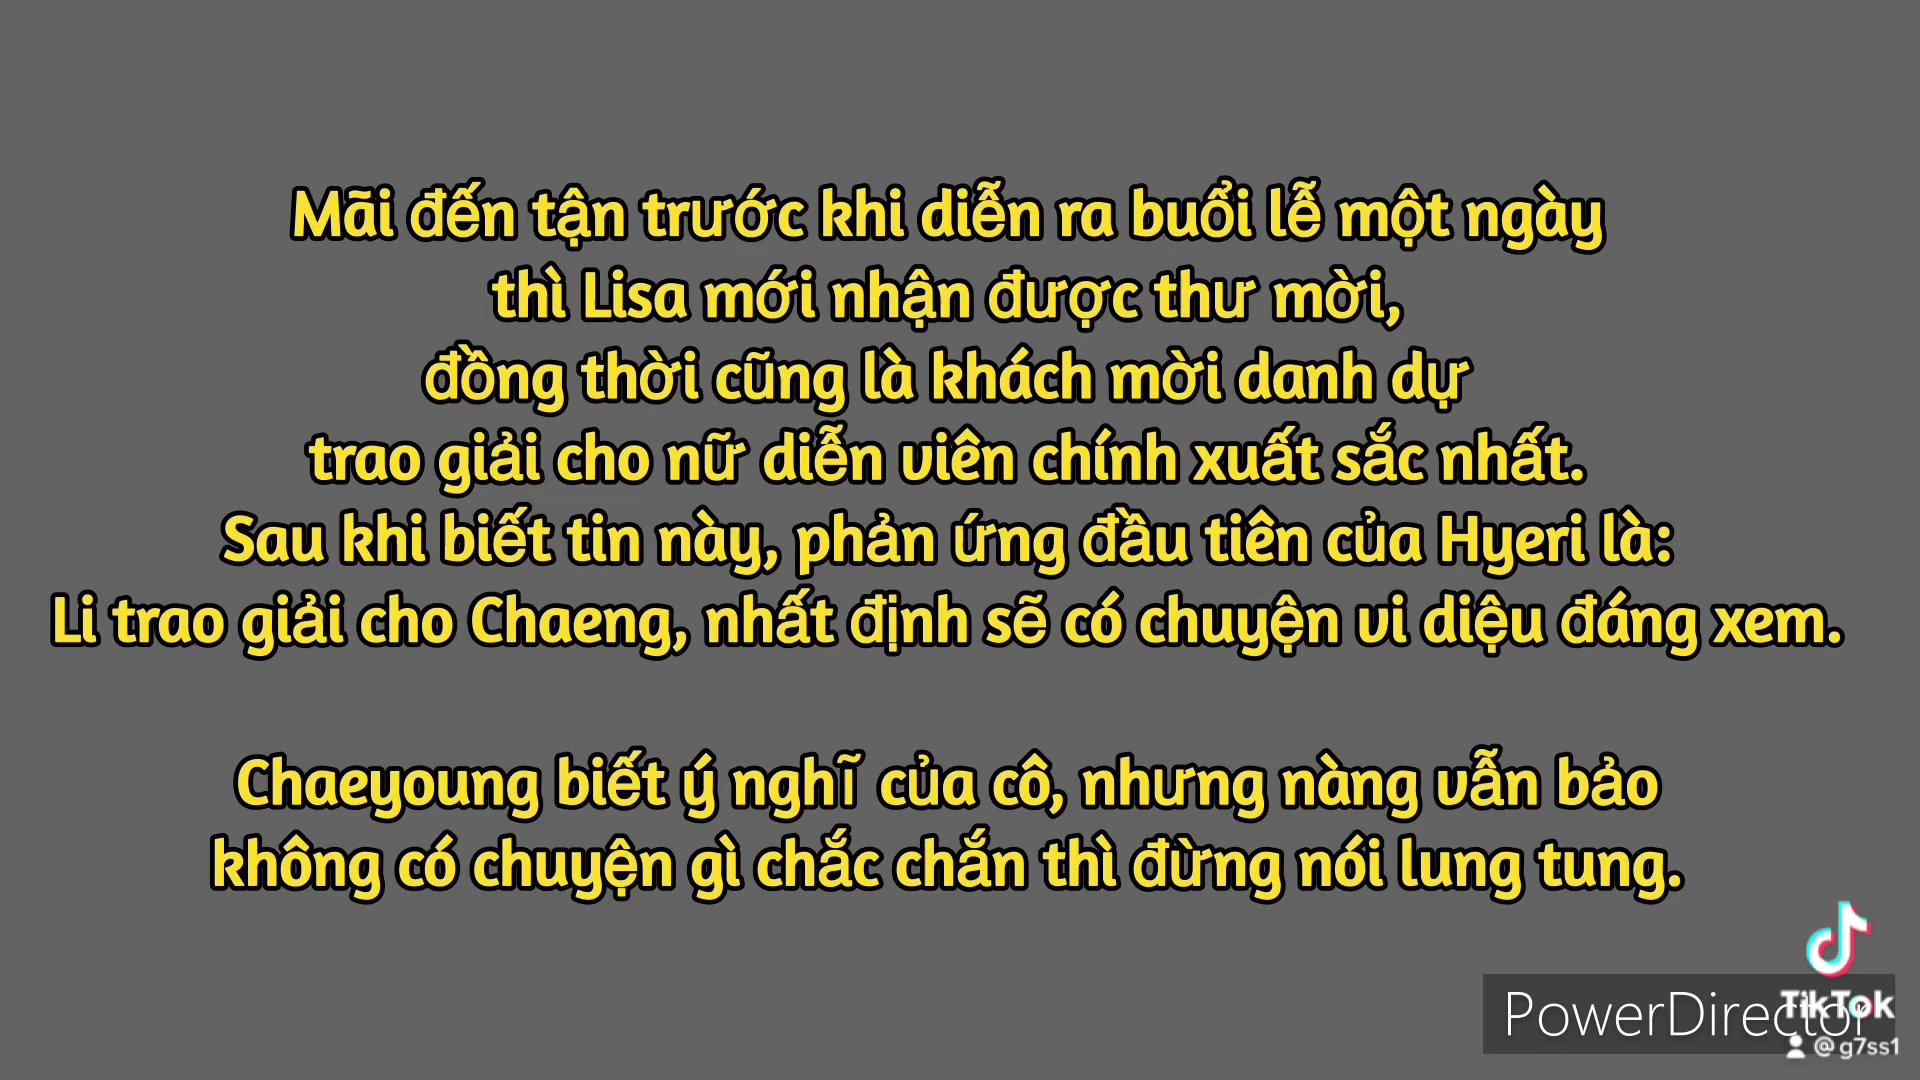 Mãi đến tận trước khi diễn ra buổi lễ một ngày
thì Lisa mới nhận được thư mời,
đồng thời cũng là khách mời danh dự
trao giải cho nữ diễn viên chính xuất sắc nhất.
Sau khi biết tin này, phản ứng đầu tiên của Hyeri là:
Li trao giải cho Chaeng, nhất định sẽ có chuyện vi diệu đáng xem.
Chaeyoung biết ý nghĩ của cô, nhưng nàng vẫn bảo
không có chuyện gì chắc chắn thì đừng nói lung tung.
PowerDirector
TikTok
@g7ss1